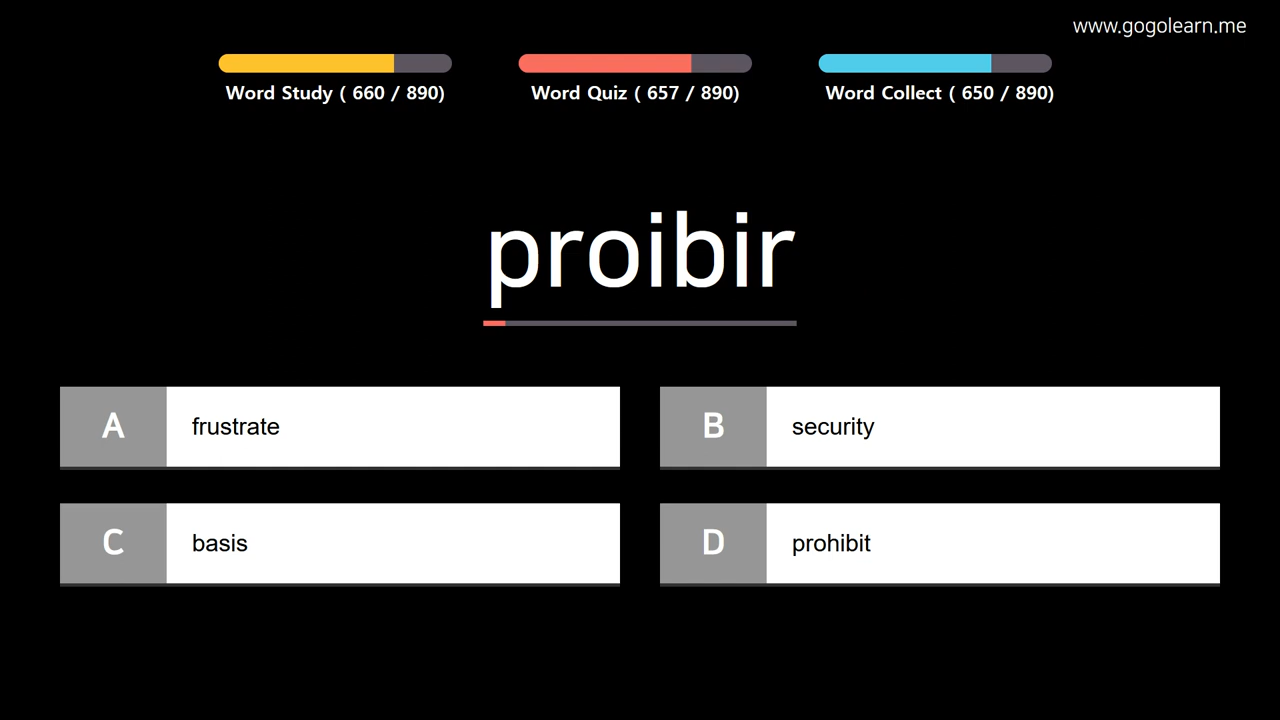 www.gogolearn.me
Word Study ( 660 / 890)
Word Quiz ( 657 / 890)
Word Collect ( 650 / 890)
proibir
A frustrate
B security
C basis
D prohibit